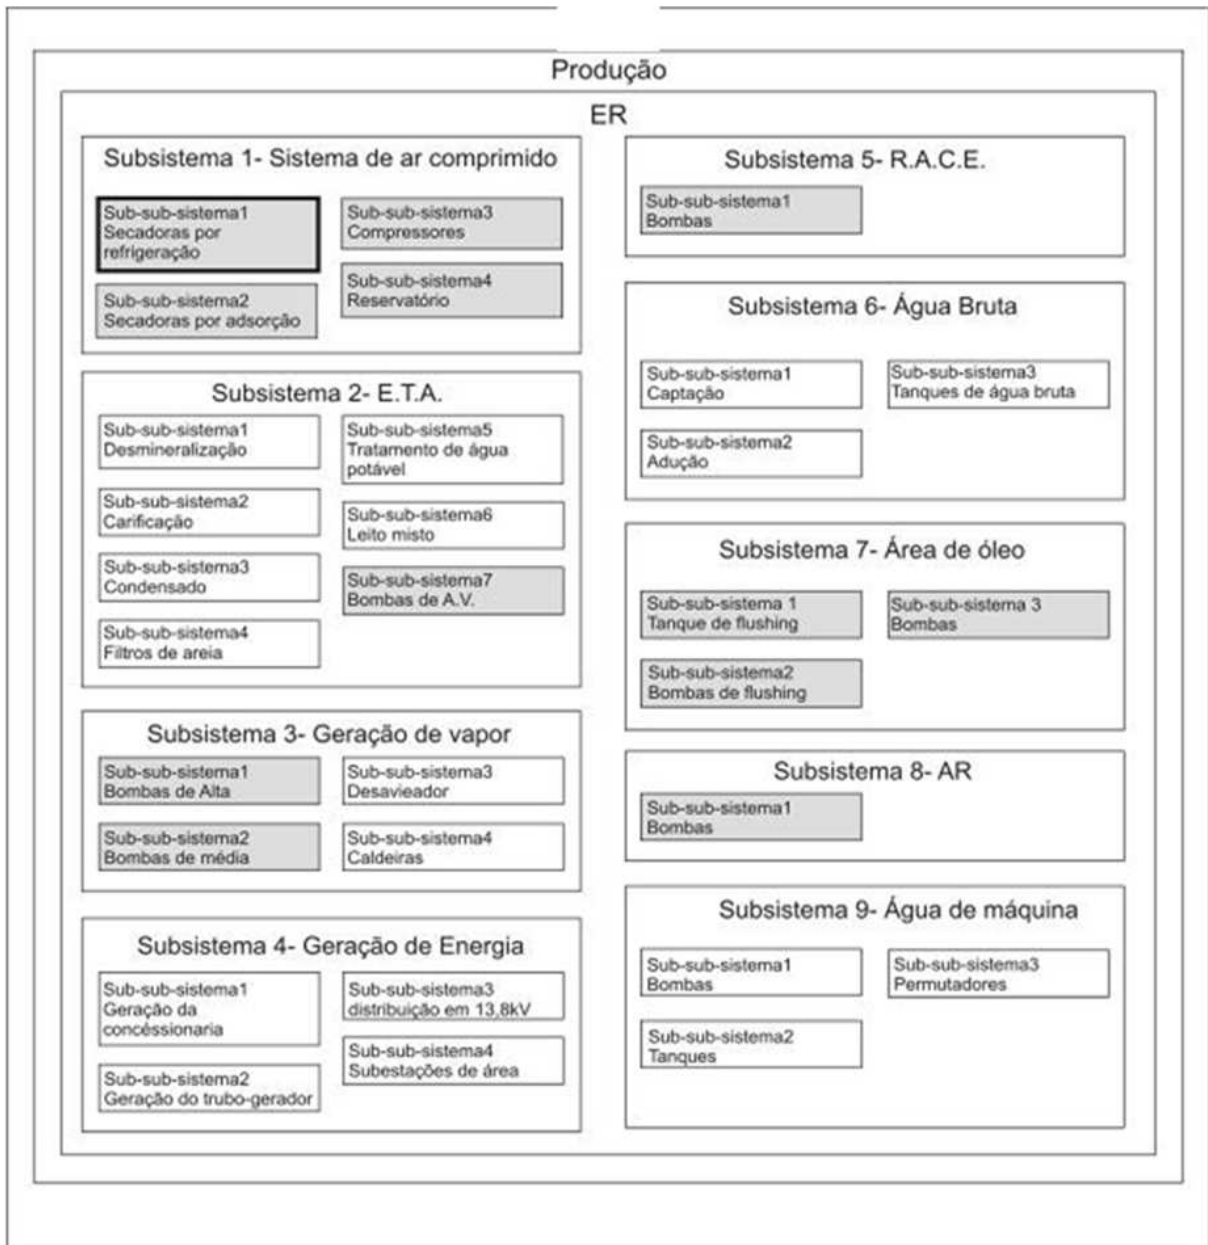 Produção
ER
Subsistema 1- Sistema de ar comprimido
Sub-sub-sistema1
Secadoras por
refrigeração
Sub-sub-sistema2
Secadoras por adsorção
Sub-sub-sistema3
Compressores
Sub-sub-sistema4
Reservatório
Subsistema 2- E.T.A.
Sub-sub-sistema1
Desmineralização
Sub-sub-sistema2
Carificação
Sub-sub-sistema3
Condensado
Sub-sub-sistema4
Filtros de areia
Sub-sub-sistema5
Tratamento de água
potável
Sub-sub-sistema6
Leito misto
Sub-sub-sistema7
Bombas de A.V.
Subsistema 3- Geração de vapor
Sub-sub-sistema1
Bombas de Alta
Sub-sub-sistema2
Bombas de média
Sub-sub-sistema3
Desavieador
Sub-sub-sistema4
Caldeiras
Subsistema 4- Geração de Energia
Sub-sub-sistema1
Geração da
concéssionaria
Sub-sub-sistema2
Geração do trubo-gerador
Sub-sub-sistema3
distribuição em 13,8kV
Sub-sub-sistema4
Subestações de área
Subsistema 5- R.A.C.E.
Sub-sub-sistema1
Bombas
Subsistema 6- Água Bruta
Sub-sub-sistema1
Captação
Sub-sub-sistema2
Adução
Sub-sub-sistema3
Tanques de água bruta
Subsistema 7- Área de óleo
Sub-sub-sistema 1
Tanque de flushing
Sub-sub-sistema2
Bombas de flushing
Sub-sub-sistema 3
Bombas
Subsistema 8- AR
Sub-sub-sistema1
Bombas
Subsistema 9- Água de máquina
Sub-sub-sistema1
Bombas
Sub-sub-sistema2
Tanques
Sub-sub-sistema3
Permutadores